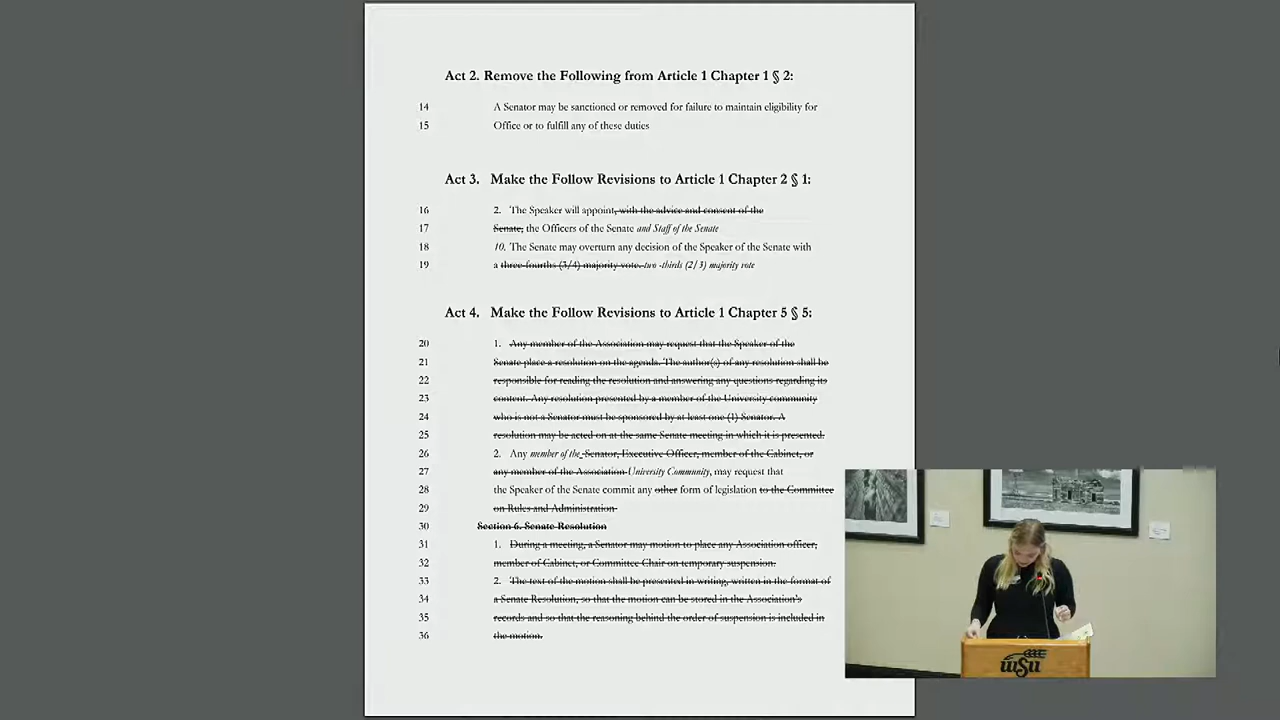 Act 2. Remove the Following from Article 1 Chapter 1 § 2:
14 A Senator may be sanctioned or removed for failure to maintain eligibility for
15 Office or to fulfill any of these duties
Act 3. Make the Follow Revisions to Article 1 Chapter 2 § 1:
16 2. The Speaker will appoint, with the advice and consent of the
17 Senate, the Officers of the Senate and Staff of the Senate
18 10. The Senate may overturn any decision of the Speaker of the Senate with
19 a three-fourths (3/4) majority vote. two -thirds (2/3) majority vote
Act 4. Make the Follow Revisions to Article 1 Chapter 5 § 5:
20 1. Any member of the Association may request that the Speaker of the
21 Senate place a resolution on the agenda. The author(s) of any resolution shall be
22 responsible for reading the resolution and answering any questions regarding its
23 content. Any resolution presented by a member of the University community
24 who is not a Senator must be sponsored by at least one (1) Senator. A
25 resolution may be acted on at the same Senate meeting in which it is presented.
26 2. Any member of the Senator, Executive Officer, member of the Cabinet, or
27 any member of the Association University Community, may request that
28 the Speaker of the Senate commit any other form of legislation to the Committee
29 on Rules and Administration
30 Section 6. Senate Resolution
31 1. During a meeting, a Senator may motion to place any Association officer,
32 member of Cabinet, or Committee Chair on temporary suspension.
33 2. The text of the motion shall be presented in writing, written in the format of
34 a Senate Resolution, so that the motion can be stored in the Association's
35 records and so that the reasoning behind the order of suspension is included in
36 the motion.
WSU